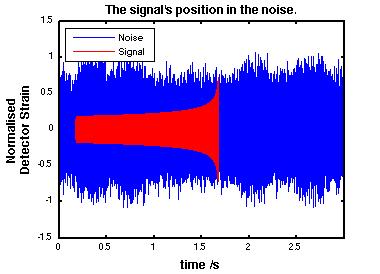 The signal's position in the noise.
1.5
Noise
Signal
1
0.5
0
-0.5
-1
-1.5
Normalised
Detector Strain
0 0.5 1 1.5 2 2.5
time /s